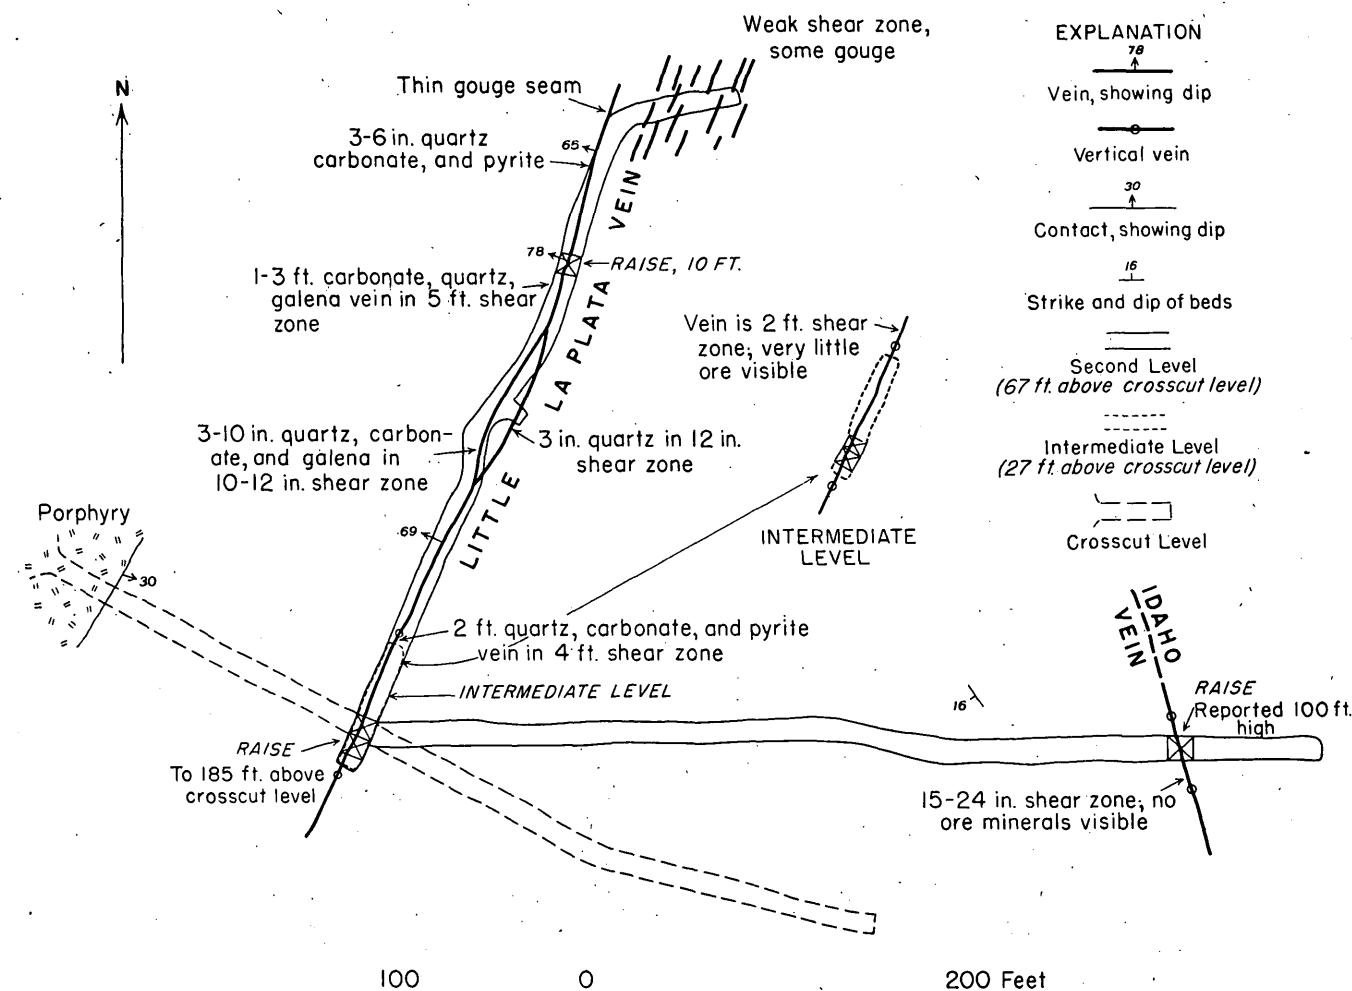 Weak shear zone,
some gouge
EXPLANATION
78
Vein, showing dip
Vertical vein
30
Contact, showing dip
16
Strike and dip of beds
Second Level
(67 ft. above crosscut level)
Intermediate Level
(27 ft. above crosscut level)
Crosscut Level
N
Thin gouge seam
3-6 in. quartz
carbonate, and pyrite
65
78
RAISE, 10 FT.
1-3 ft. carbonate, quartz,
galena vein in 5 ft. shear
zone
LITTLE LA PLATA VEIN
Vein is 2 ft. shear
zone; very little
ore visible
3-10 in. quartz, carbon-
ate, and galena in
10-12 in. shear zone
3 in. quartz in 12 in.
shear zone
69
INTERMEDIATE
LEVEL
Porphyry
30
2 ft. quartz, carbonate, and pyrite
vein in 4 ft. shear zone
INTERMEDIATE LEVEL
RAISE
To 185 ft. above
crosscut level
16
IDAHO
VEIN
RAISE
Reported 100 ft.
high
15-24 in. shear zone; no
ore minerals visible
100 0 200 Feet